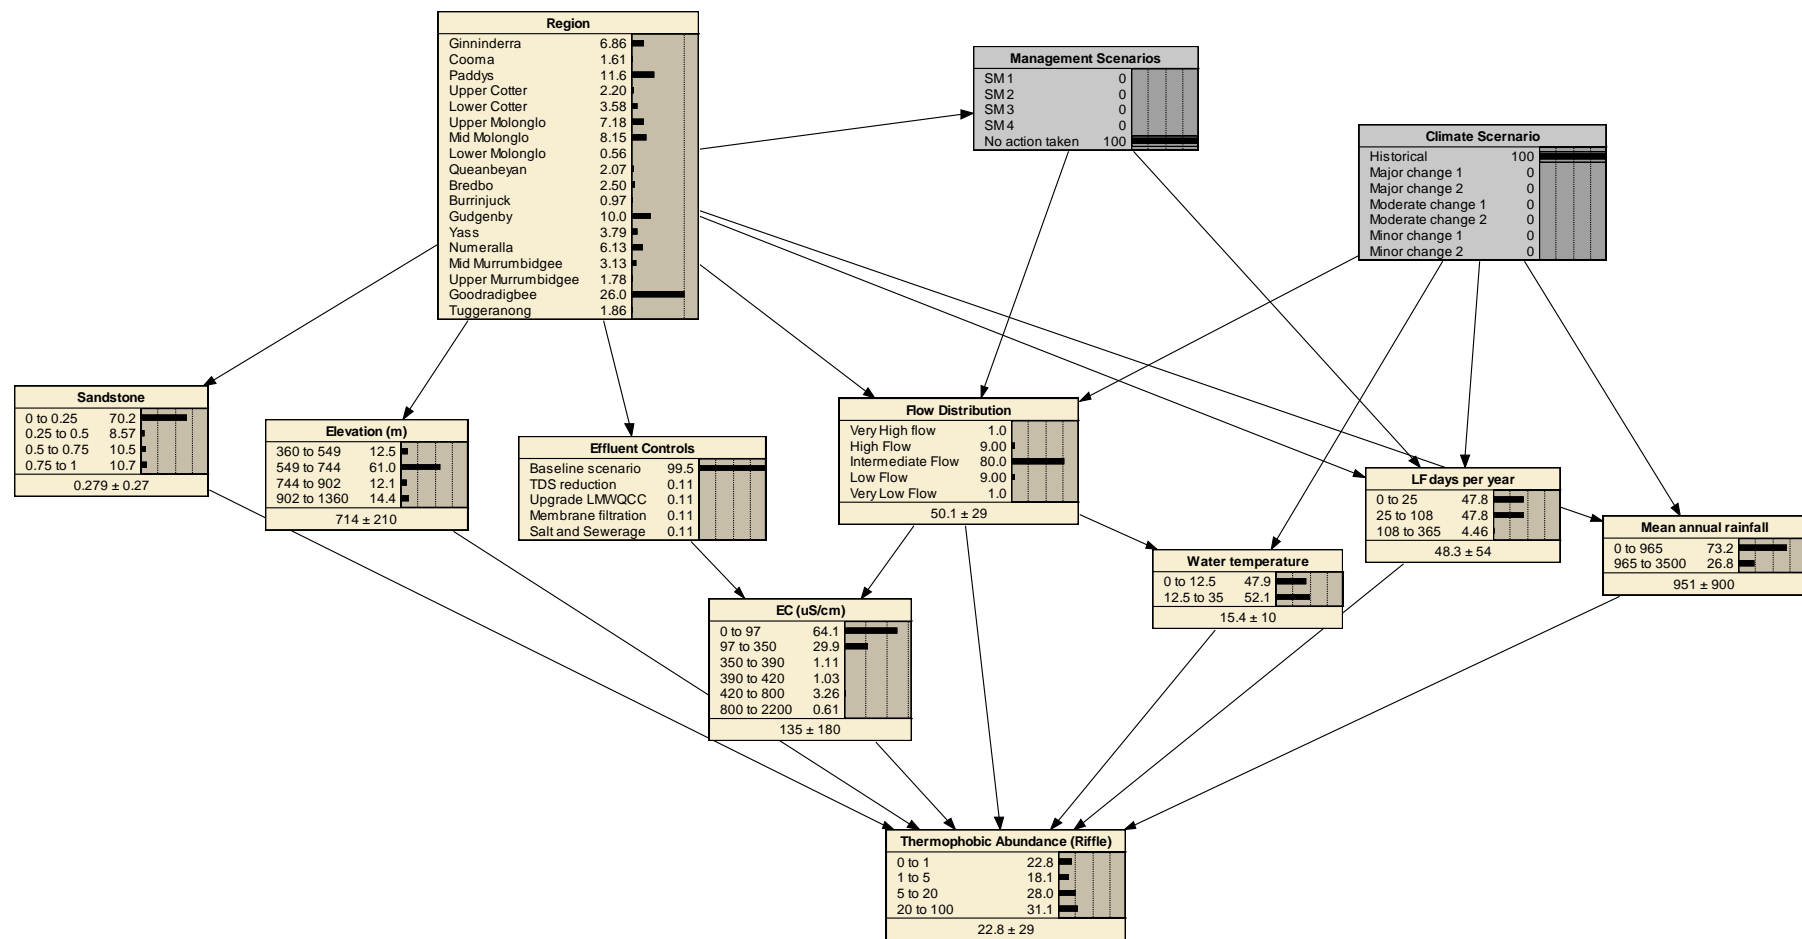 Region
Ginninderra 6.86
Cooma 1.61
Paddys 11.6
Upper Cotter 2.20
Lower Cotter 3.58
Upper Molonglo 7.18
Mid Molonglo 8.15
Lower Molonglo 0.56
Queanbeyan 2.07
Bredbo 2.50
Burrinjuck 0.97
Gudgenby 10.0
Yass 3.79
Numeralla 6.13
Mid Murrumbidgee 3.13
Upper Murrumbidgee 1.78
Goodradigbee 26.0
Tuggeranong 1.86
Management Scenarios
SM 1 0
SM 2 0
SM 3 0
SM 4 0
No action taken 100
Climate Scernario
Historical 100
Major change 1 0
Major change 2 0
Moderate change 1 0
Moderate change 2 0
Minor change 1 0
Minor change 2 0
Sandstone
0 to 0.25 70.2
0.25 to 0.5 8.57
0.5 to 0.75 10.5
0.75 to 1 10.7
0.279 ± 0.27
Elevation (m)
360 to 549 12.5
549 to 744 61.0
744 to 902 12.1
902 to 1360 14.4
714 ± 210
Effluent Controls
Baseline scenario 99.5
TDS reduction 0.11
Upgrade LMWQCC 0.11
Membrane filtration 0.11
Salt and Sewerage 0.11
Flow Distribution
Very High flow 1.0
High Flow 9.00
Intermediate Flow 80.0
Low Flow 9.00
Very Low Flow 1.0
50.1 ± 29
LF days per year
0 to 25 47.8
25 to 108 47.8
108 to 365 4.46
48.3 ± 54
Mean annual rainfall
0 to 965 73.2
965 to 3500 26.8
951 ± 900
Water temperature
0 to 12.5 47.9
12.5 to 35 52.1
15.4 ± 10
EC (uS/cm)
0 to 97 64.1
97 to 350 29.9
350 to 390 1.11
390 to 420 1.03
420 to 800 3.26
800 to 2200 0.61
135 ± 180
Thermophobic Abundance (Riffle)
0 to 1 22.8
1 to 5 18.1
5 to 20 28.0
20 to 100 31.1
22.8 ± 29